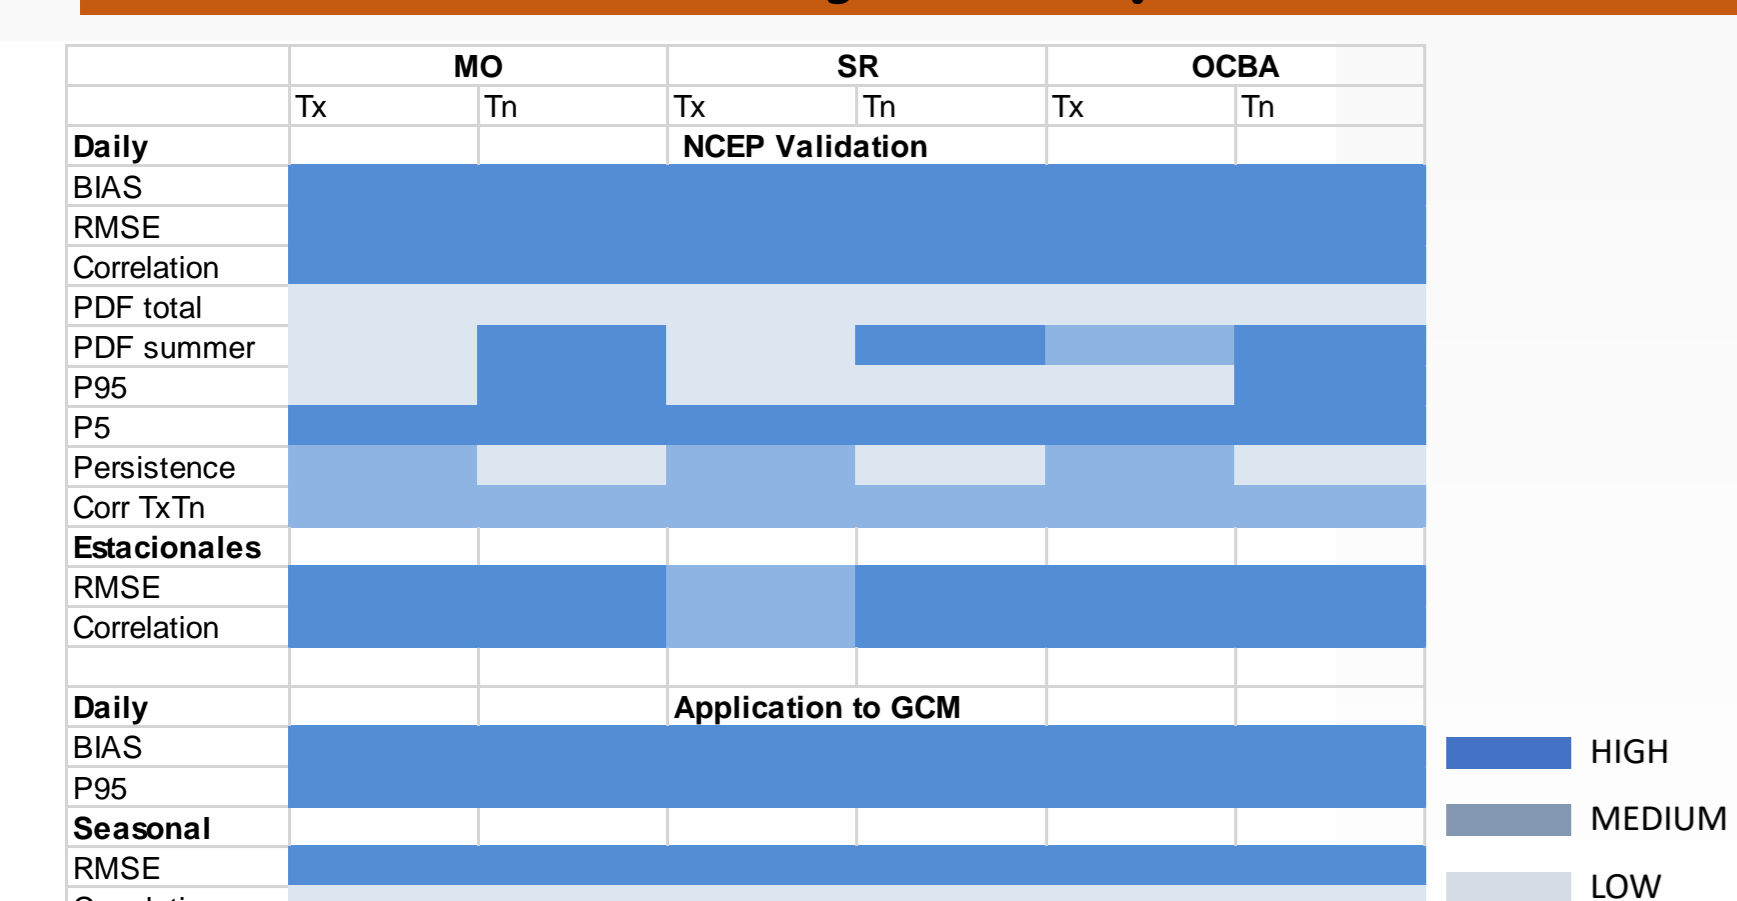 MO SR OCBA
Tx Tn Tx Tn Tx Tn
Daily NCEP Validation
BIAS
RMSE
Correlation
PDF total
PDF summer
P95
P5
Persistence
Corr TxTn
Estacionales
RMSE
Correlation
Daily Application to GCM
BIAS
P95
Seasonal
RMSE
HIGH
MEDIUM
LOW